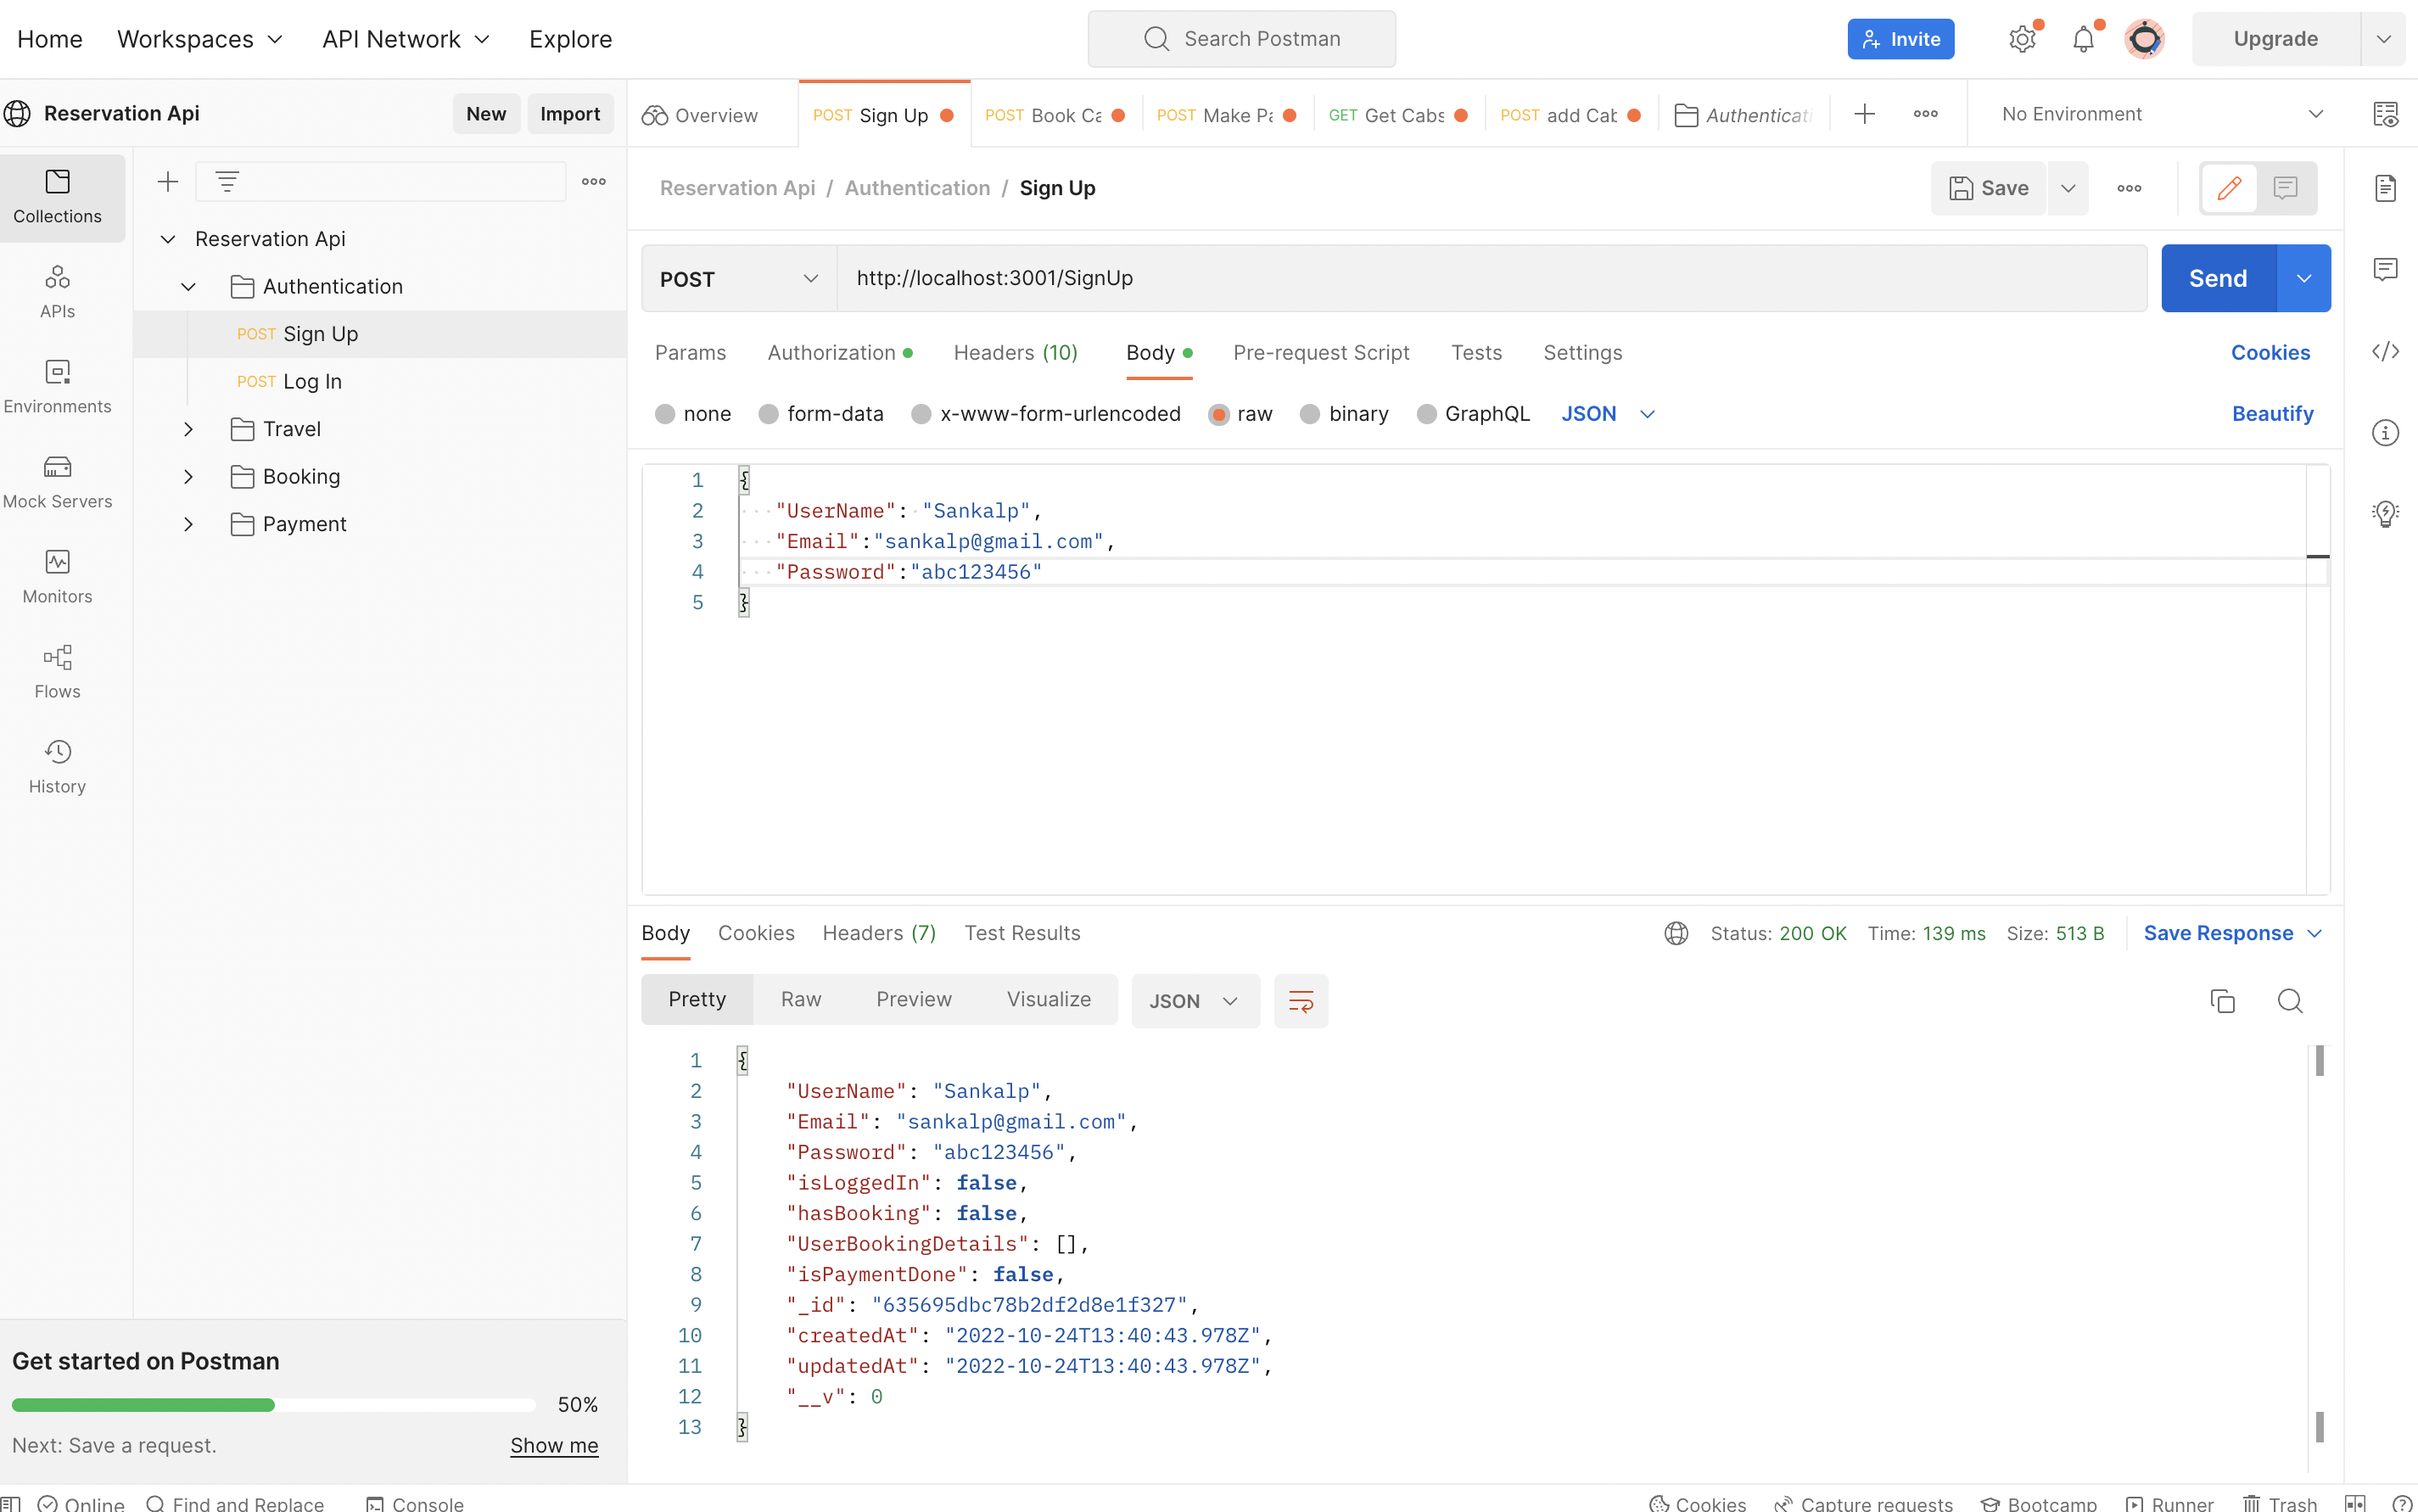 Home Workspaces API Network Explore Search Postman Invite Upgrade
Reservation Api New Import Overview POST Sign Up POST Book Ca POST Make Pa GET Get Cabs POST add Cab Authenticati No Environment
Collections
APIs
Environments
Mock Servers
Monitors
Flows
History
Reservation Api
Authentication
POST Sign Up
POST Log In
Travel
Booking
Payment
Reservation Api / Authentication / Sign Up Save
POST http://localhost:3001/SignUp Send
Params Authorization Headers (10) Body Pre-request Script Tests Settings Cookies
none form-data x-www-form-urlencoded raw binary GraphQL JSON Beautify
1 {
2 "UserName": "Sankalp",
3 "Email":"sankalp@gmail.com",
4 "Password":"abc123456"
5 }
Body Cookies Headers (7) Test Results Status: 200 OK Time: 139 ms Size: 513 B Save Response
Pretty Raw Preview Visualize JSON
1 {
2 "UserName": "Sankalp",
3 "Email": "sankalp@gmail.com",
4 "Password": "abc123456",
5 "isLoggedIn": false,
6 "hasBooking": false,
7 "UserBookingDetails": [],
8 "isPaymentDone": false,
9 "_id": "635695dbc78b2df2d8e1f327",
10 "createdAt": "2022-10-24T13:40:43.978Z",
11 "updatedAt": "2022-10-24T13:40:43.978Z",
12 "__v": 0
13 }
Get started on Postman
50%
Next: Save a request. Show me
Online Find and Replace Console Cookies Capture requests Bootcamp Runner Trash